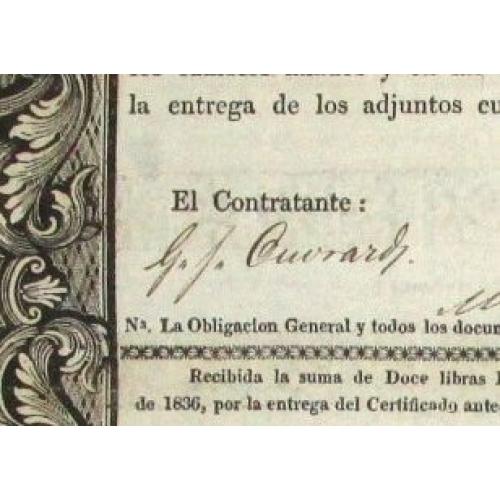 la entrega de los adjuntos cu
El Contratante:
G. J. Ouvrard.
Nª. La Obligacion General y todos los docum
Recibida la suma de Doce libras
de 1836, por la entrega del Certificado ante